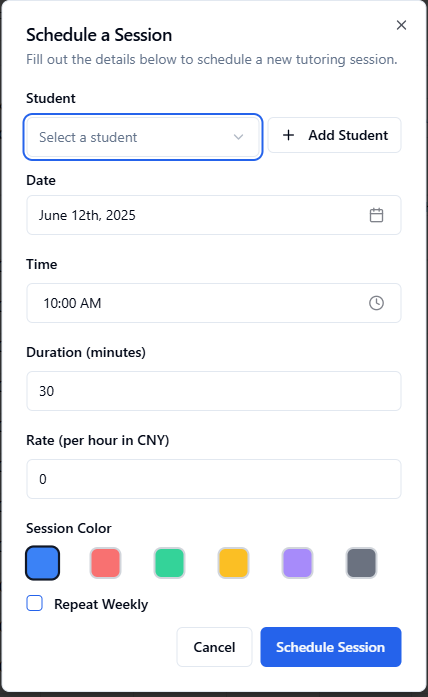 Schedule a Session
Fill out the details below to schedule a new tutoring session.
Student
Select a student
Add Student
Date
June 12th, 2025
Time
10:00 AM
Duration (minutes)
30
Rate (per hour in CNY)
0
Session Color
Repeat Weekly
Cancel
Schedule Session